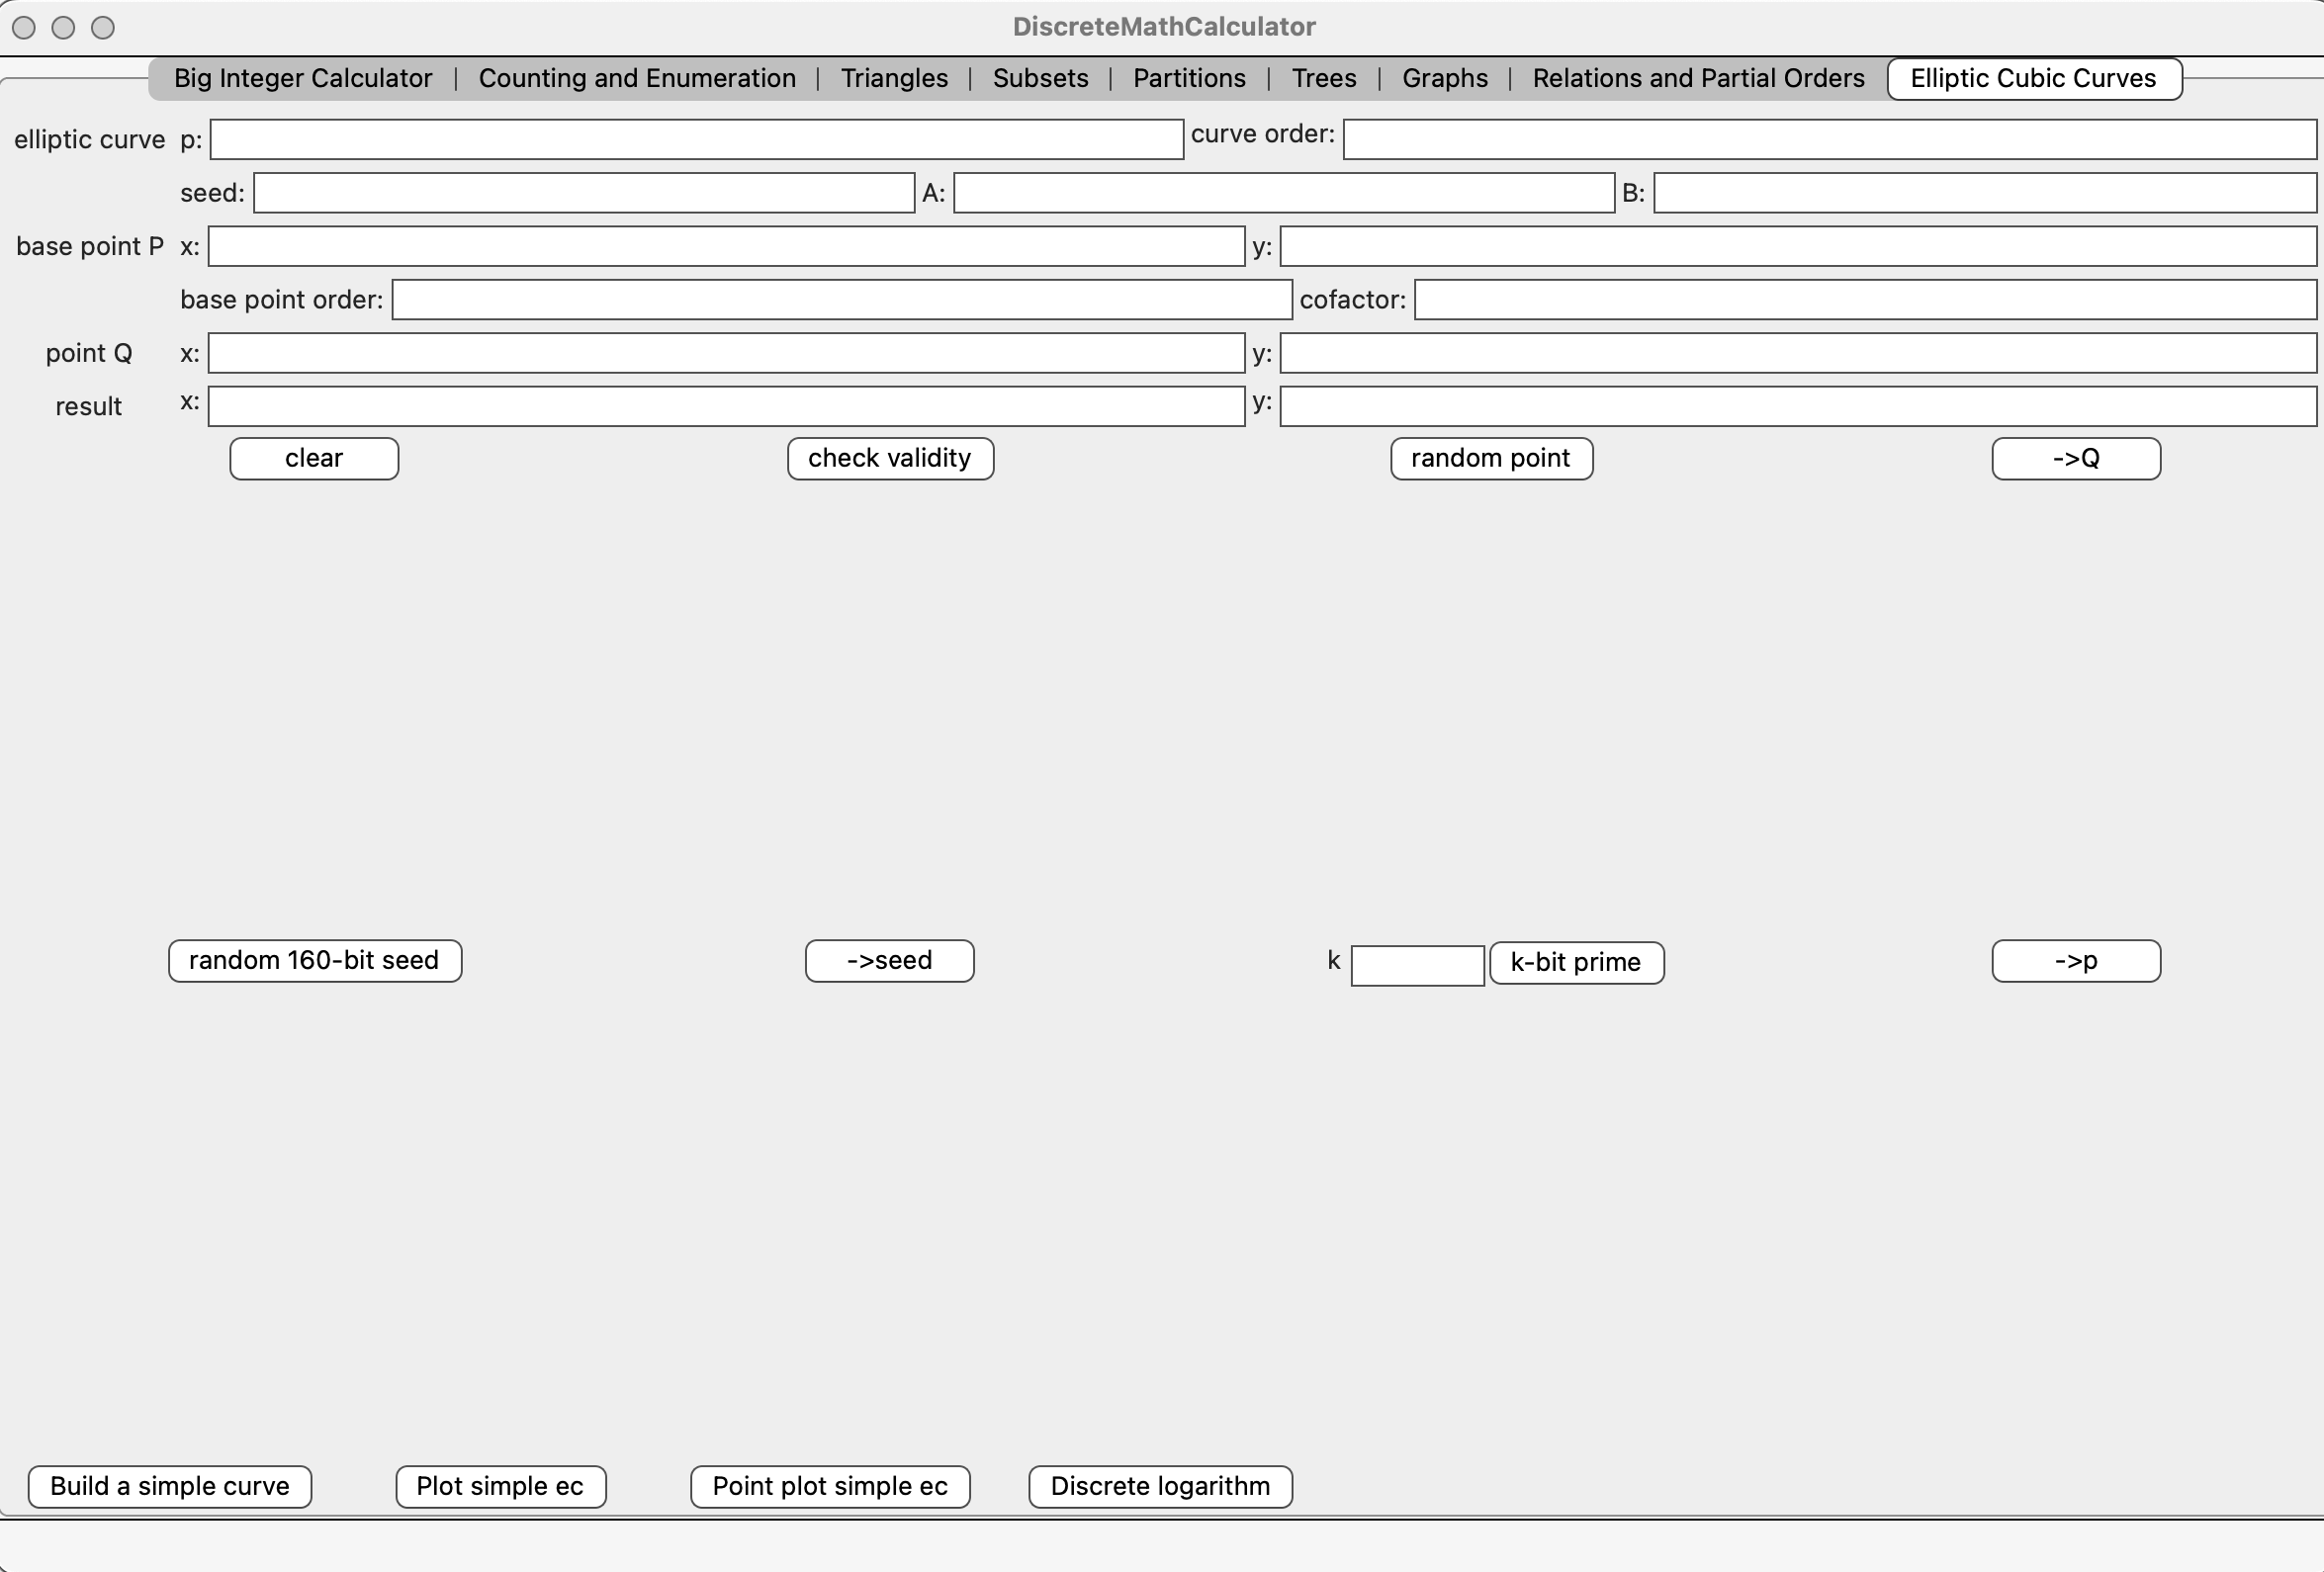 DiscreteMathCalculator
Big Integer Calculator | Counting and Enumeration | Triangles | Subsets | Partitions | Trees | Graphs | Relations and Partial Orders Elliptic Cubic Curves
elliptic curve p: curve order:
seed: A: B:
base point P x: y:
base point order: cofactor:
point Q x: y:
result x: y:
clear check validity random point ->Q
random 160-bit seed ->seed k k-bit prime ->p
Build a simple curve Plot simple ec Point plot simple ec Discrete logarithm